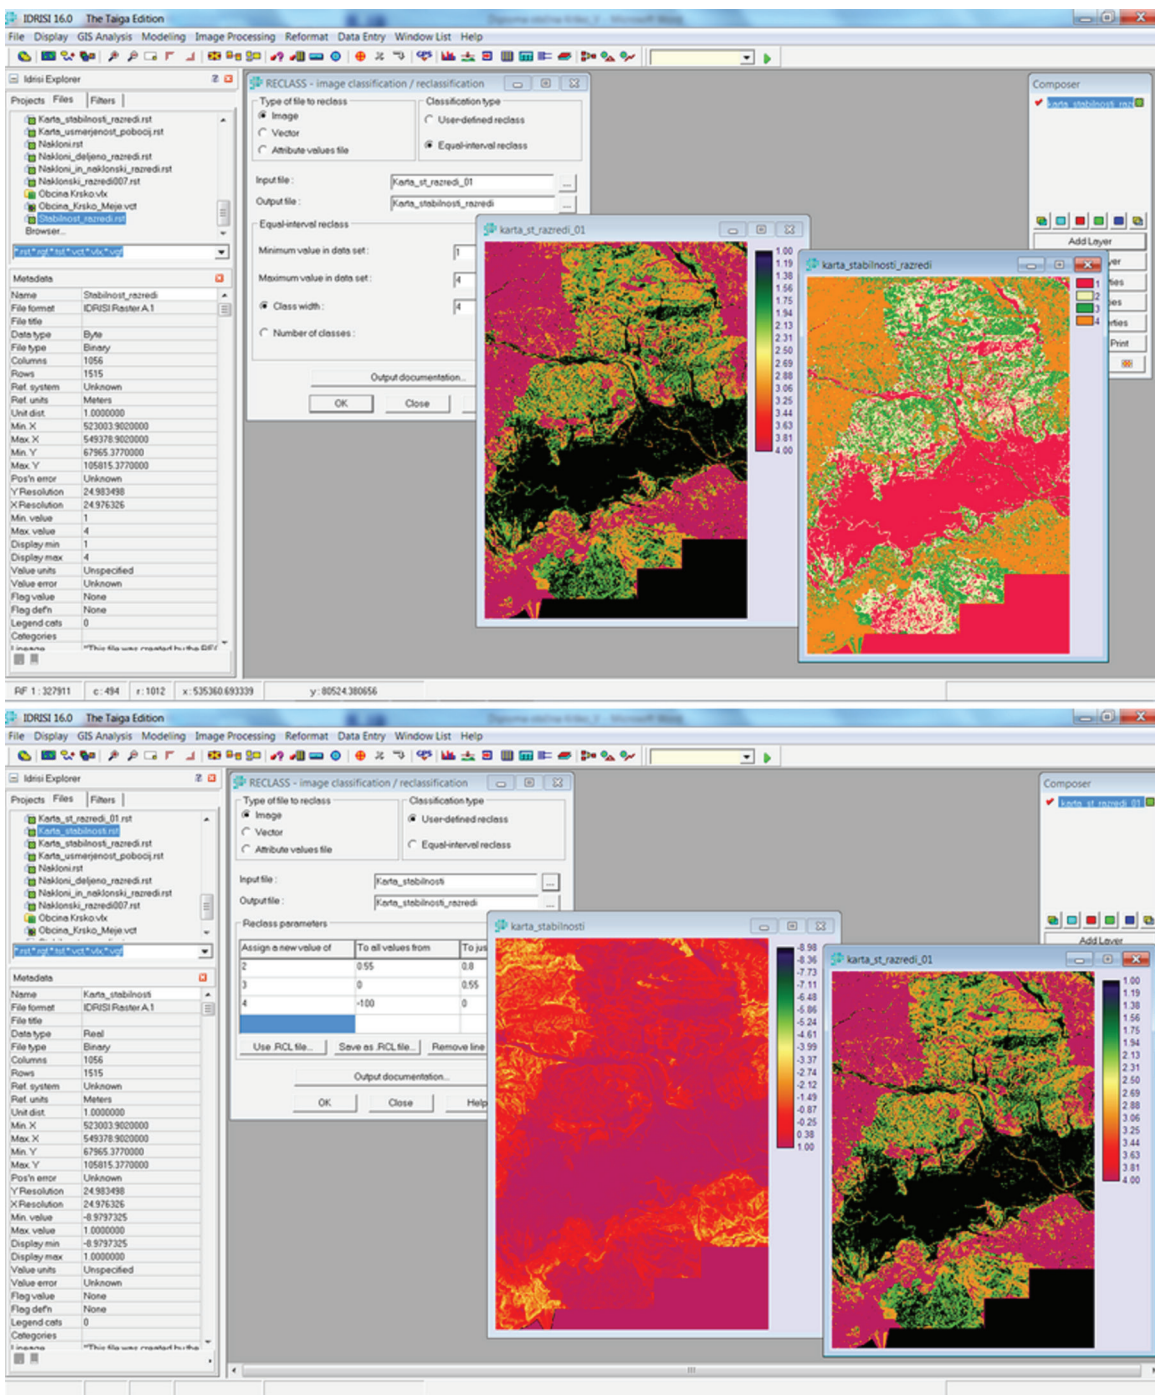 IDRISI 16.0 The Taiga Edition
File Display GIS Analysis Modeling Image Processing Reformat Data Entry Window List Help
Idrisi Explorer
Projects Files Filters
Karta_stabilnosti_razredi.rst
Karta_usmerjenost_pobocij.rst
Nakloni.rst
Nakloni_deljeno_razredi.rst
Nakloni_in_naklonski_razredi.rst
Naklonski_razredi007.rst
Obcina Krsko.vlx
Obcina_Krsko_Meje.vct
Stabilnost_razredi.rst
Browser...
Metadata
Name Stabilnost_razredi
File format IDRISI Raster A.1
File title
Data type Byte
File type Binary
Columns 1056
Rows 1515
Ref. system Unknown
Ref. units Meters
Unit dist. 1.0000000
Min. X 523003.9020000
Max. X 549378.9020000
Min. Y 67965.3770000
Max. Y 105815.3770000
Pos'n error Unknown
Y Resolution 24.983498
X Resolution 24.976326
Min. value 1
Max. value 4
Display min 1
Display max 4
Value units Unspecified
Value error Unknown
Flag value None
Flag def'n None
Legend cats 0
Categories
RECLASS - image classification / reclassification
Type of file to reclass
Image
Vector
Attribute values file
Classification type
User-defined reclass
Equal-interval reclass
Input file : Karta_st_razredi_01 ...
Output file : Karta_stabilnosti_razredi ...
Equal-interval reclass
Minimum value in data set : 1
Maximum value in data set : 4
Class width : 4
Number of classes :
Output documentation...
OK Close
karta_st_razredi_01
1.00
1.19
1.38
1.56
1.75
1.94
2.13
2.31
2.50
2.69
2.88
3.06
3.25
3.44
3.63
3.81
4.00
karta_stabilnosti_razredi
1
2
3
4
Composer
Add Layer
Print
RF 1 : 327911 c : 494 r : 1012 x : 535360.693339 y : 80524.380656
IDRISI 16.0 The Taiga Edition
File Display GIS Analysis Modeling Image Processing Reformat Data Entry Window List Help
Idrisi Explorer
Projects Files Filters
Karta_st_razredi_01.rst
Karta_stabilnosti.rst
Karta_stabilnosti_razredi.rst
Karta_usmerjenost_pobocij.rst
Nakloni.rst
Nakloni_deljeno_razredi.rst
Nakloni_in_naklonski_razredi.rst
Naklonski_razredi007.rst
Obcina Krsko.vlx
Obcina_Krsko_Meje.vct
Metadata
Name Karta_stabilnosti
File format IDRISI Raster A.1
File title
Data type Real
File type Binary
Columns 1056
Rows 1515
Ref. system Unknown
Ref. units Meters
Unit dist. 1.0000000
Min. X 523003.9020000
Max. X 549378.9020000
Min. Y 67965.3770000
Max. Y 105815.3770000
Pos'n error Unknown
Y Resolution 24.983498
X Resolution 24.976326
Min. value -8.9797325
Max. value 1.0000000
Display min -8.9797325
Display max 1.0000000
Value units Unspecified
Value error Unknown
Flag value None
Flag def'n None
Legend cats 0
Categories
RECLASS - image classification / reclassification
Type of file to reclass
Image
Vector
Attribute values file
Classification type
User-defined reclass
Equal-interval reclass
Input file : Karta_stabilnosti ...
Output file : Karta_stabilnosti_razredi ...
Reclass parameters
Assign a new value of To all values from To jus
2 0.55 0.8
3 0 0.55
4 -100 0
Use .RCL file... Save as .RCL file... Remove line
Output documentation...
OK Close Help
karta_stabilnosti
-8.98
-8.36
-7.73
-7.11
-6.48
-5.86
-5.24
-4.61
-3.99
-3.37
-2.74
-2.12
-1.49
-0.87
-0.25
0.38
1.00
karta_st_razredi_01
1.00
1.19
1.38
1.56
1.75
1.94
2.13
2.31
2.50
2.69
2.88
3.06
3.25
3.44
3.63
3.81
4.00
Composer
karta_st_razredi_01
Add Layer